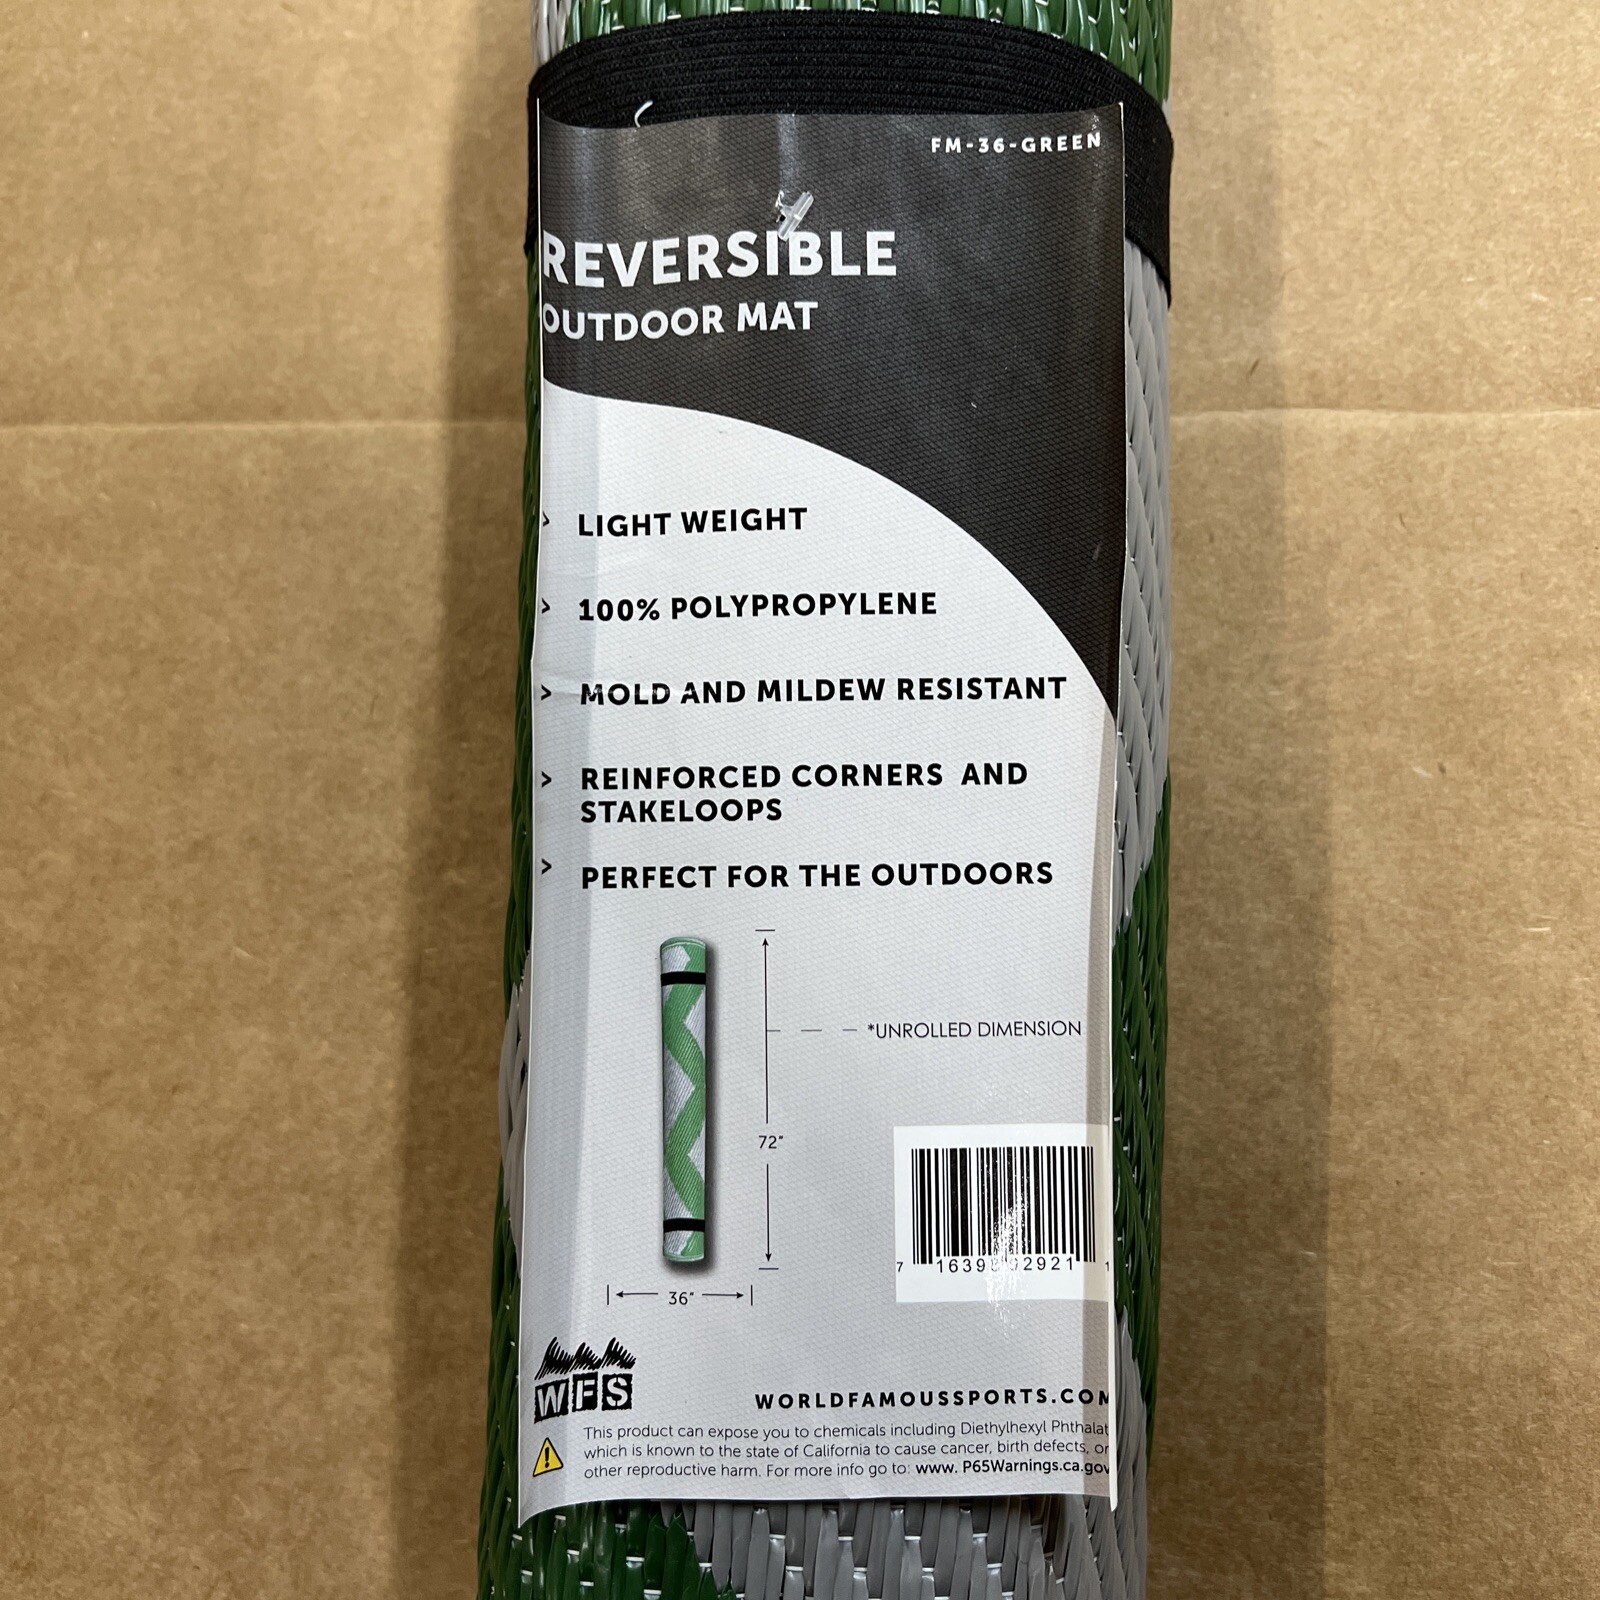 FM-36-GREEN
REVERSIBLE
OUTDOOR MAT
> LIGHT WEIGHT
> 100% POLYPROPYLENE
> MOLD AND MILDEW RESISTANT
> REINFORCED CORNERS AND
STAKELOOPS
> PERFECT FOR THE OUTDOORS
*UNROLLED DIMENSION
72"
36"
7 1
WFS
WORLDFAMOUSSPORTS.COM
This product can expose you to chemicals including Diethylhexyl Phthalat
which is known to the state of California to cause cancer, birth defects, or
other reproductive harm. For more info go to: www. P65Warnings.ca.gov